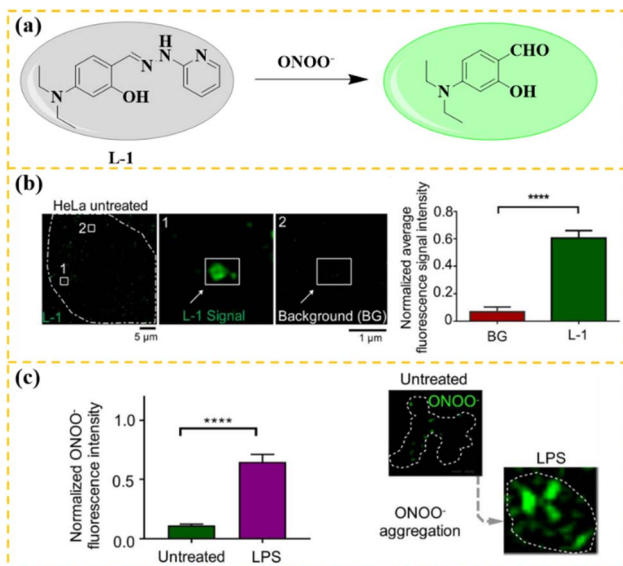 (a)
H
N
N
N
OH
N
L-1
ONOO⁻
CHO
OH
N
(b)
HeLa untreated
2
1
L-1
5 μm
1
L-1 Signal
2
Background (BG)
1 μm
Normalized average
fluorescence signal intensity
0.8
0.6
0.4
0.2
0.0
****
BG
L-1
(c)
Normalized ONOO⁻
fluorescence intensity
1.0
0.5
0.0
****
Untreated
LPS
Untreated
ONOO⁻
LPS
ONOO⁻
aggregation